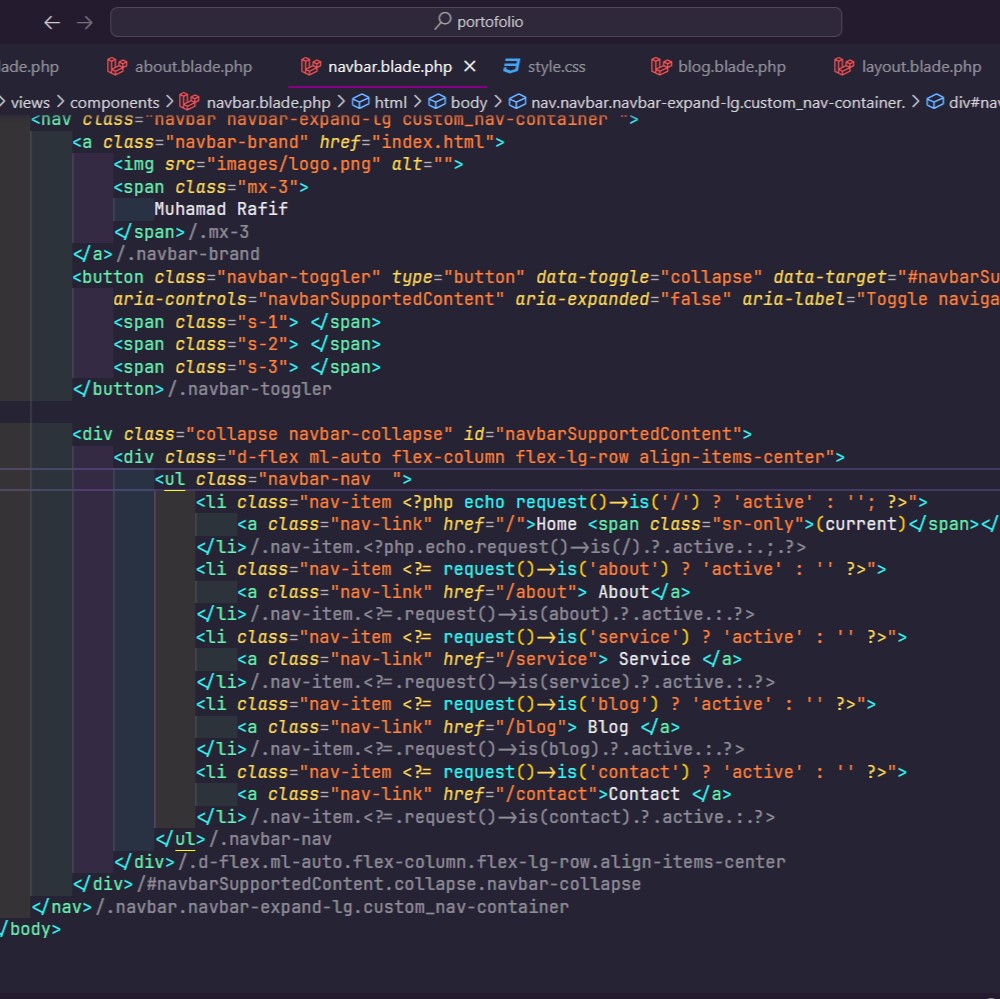 portofolio
lade.php about.blade.php navbar.blade.php style.css blog.blade.php layout.blade.php
views > components > navbar.blade.php > html > body > nav.navbar.navbar-expand-lg.custom_nav-container. > div#nav
<nav class="navbar navbar-expand-lg custom_nav-container ">
<a class="navbar-brand" href="index.html">
<img src="images/logo.png" alt="">
<span class="mx-3">
Muhamad Rafif
</span>/.mx-3
</a>/.navbar-brand
<button class="navbar-toggler" type="button" data-toggle="collapse" data-target="#navbarSu
aria-controls="navbarSupportedContent" aria-expanded="false" aria-label="Toggle naviga
<span class="s-1"> </span>
<span class="s-2"> </span>
<span class="s-3"> </span>
</button>/.navbar-toggler
<div class="collapse navbar-collapse" id="navbarSupportedContent">
<div class="d-flex ml-auto flex-column flex-lg-row align-items-center">
<ul class="navbar-nav  ">
<li class="nav-item <?php echo request()->is('/') ? 'active' : ''; ?>">
<a class="nav-link" href="/">Home <span class="sr-only">(current)</span></
</li>/.nav-item.<?php.echo.request()->is(/).?.active.:.;.?>
<li class="nav-item <?= request()->is('about') ? 'active' : '' ?>">
<a class="nav-link" href="/about"> About</a>
</li>/.nav-item.<?=.request()->is(about).?.active.:.?>
<li class="nav-item <?= request()->is('service') ? 'active' : '' ?>">
<a class="nav-link" href="/service"> Service </a>
</li>/.nav-item.<?=.request()->is(service).?.active.:.?>
<li class="nav-item <?= request()->is('blog') ? 'active' : '' ?>">
<a class="nav-link" href="/blog"> Blog </a>
</li>/.nav-item.<?=.request()->is(blog).?.active.:.?>
<li class="nav-item <?= request()->is('contact') ? 'active' : '' ?>">
<a class="nav-link" href="/contact">Contact </a>
</li>/.nav-item.<?=.request()->is(contact).?.active.:.?>
</ul>/.navbar-nav
</div>/.d-flex.ml-auto.flex-column.flex-lg-row.align-items-center
</div>/#navbarSupportedContent.collapse.navbar-collapse
</nav>/.navbar.navbar-expand-lg.custom_nav-container
/body>